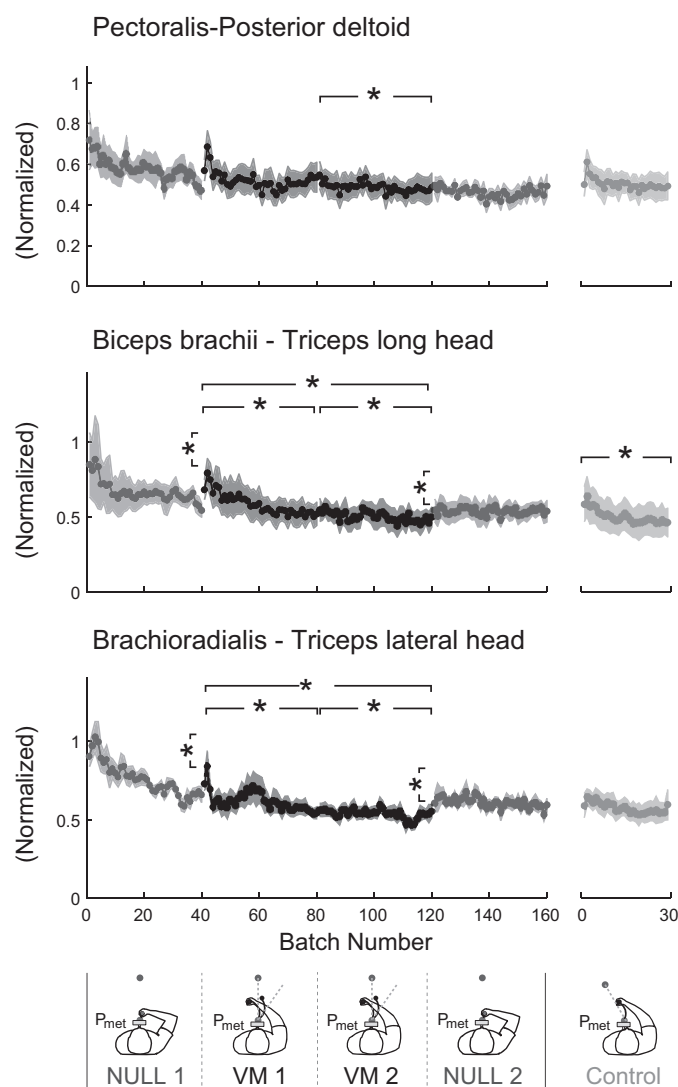 Pectoralis-Posterior deltoid
(Normalized)
1
0.8
0.6
0.4
0.2
0
*
Biceps brachii - Triceps long head
(Normalized)
1
0.5
0
*
* *
* *
*
Brachioradialis - Triceps lateral head
(Normalized)
1
0.5
0
*
* *
* *
0 20 40 60 80 100 120 140 160 0 30
Batch Number
Pmet Pmet Pmet Pmet Pmet
NULL 1 VM 1 VM 2 NULL 2 Control